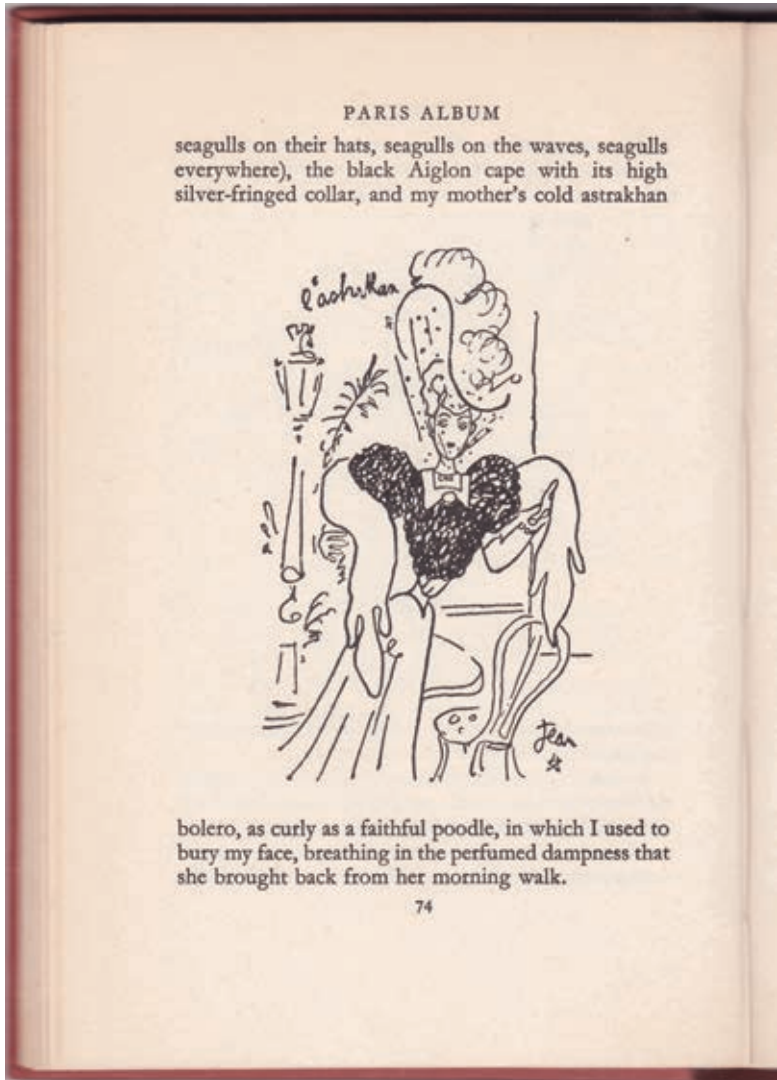 PARIS ALBUM
seagulls on their hats, seagulls on the waves, seagulls
everywhere), the black Aiglon cape with its high
silver-fringed collar, and my mother's cold astrakhan
l'astrakan
Jean
bolero, as curly as a faithful poodle, in which I used to
bury my face, breathing in the perfumed dampness that
she brought back from her morning walk.
74